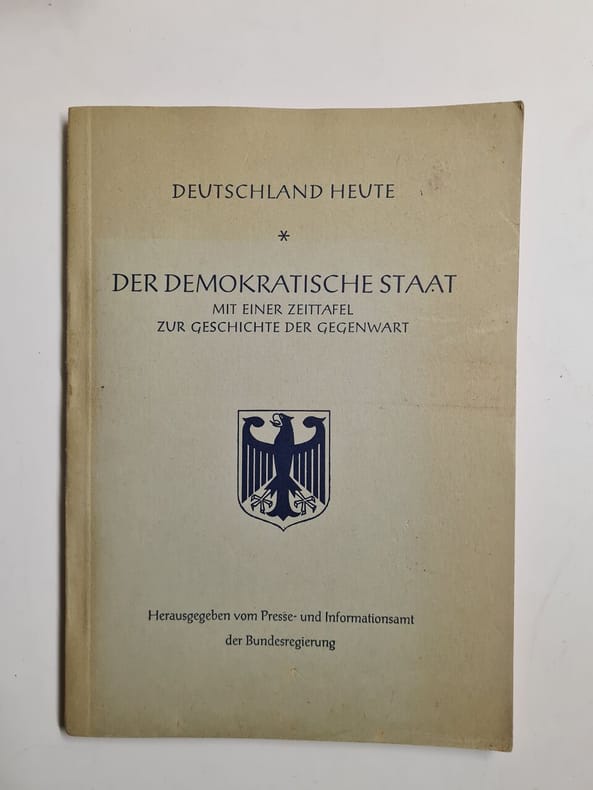 DEUTSCHLAND HEUTE
*
DER DEMOKRATISCHE STAAT
MIT EINER ZEITTAFEL
ZUR GESCHICHTE DER GEGENWART
Herausgegeben vom Presse- und Informationsamt
der Bundesregierung